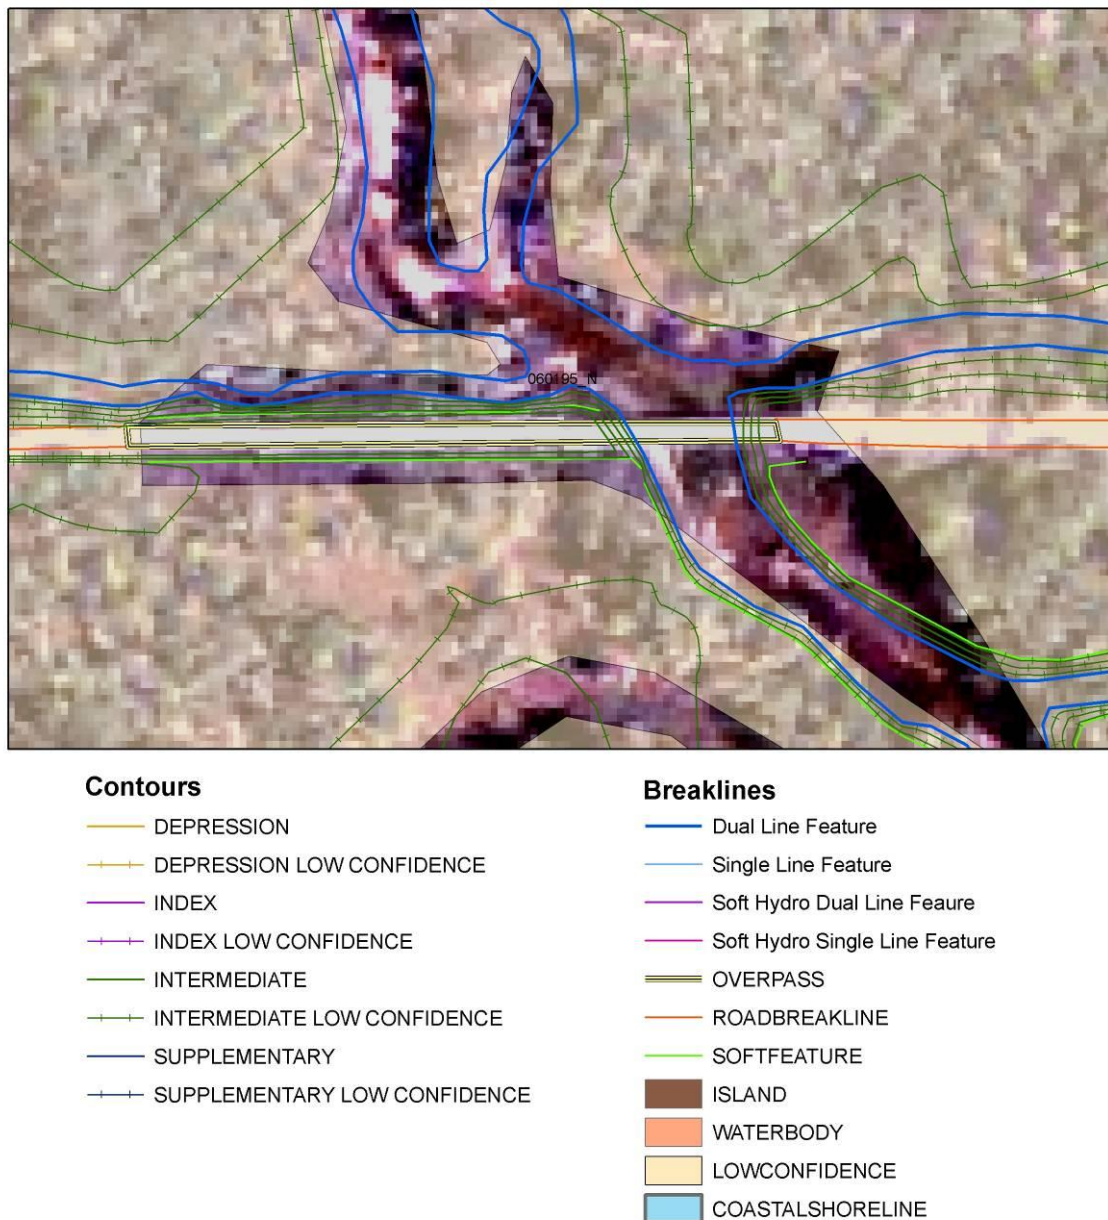 060195_N
Contours
DEPRESSION
DEPRESSION LOW CONFIDENCE
INDEX
INDEX LOW CONFIDENCE
INTERMEDIATE
INTERMEDIATE LOW CONFIDENCE
SUPPLEMENTARY
SUPPLEMENTARY LOW CONFIDENCE
Breaklines
Dual Line Feature
Single Line Feature
Soft Hydro Dual Line Feaure
Soft Hydro Single Line Feature
OVERPASS
ROADBREAKLINE
SOFTFEATURE
ISLAND
WATERBODY
LOWCONFIDENCE
COASTALSHORELINE